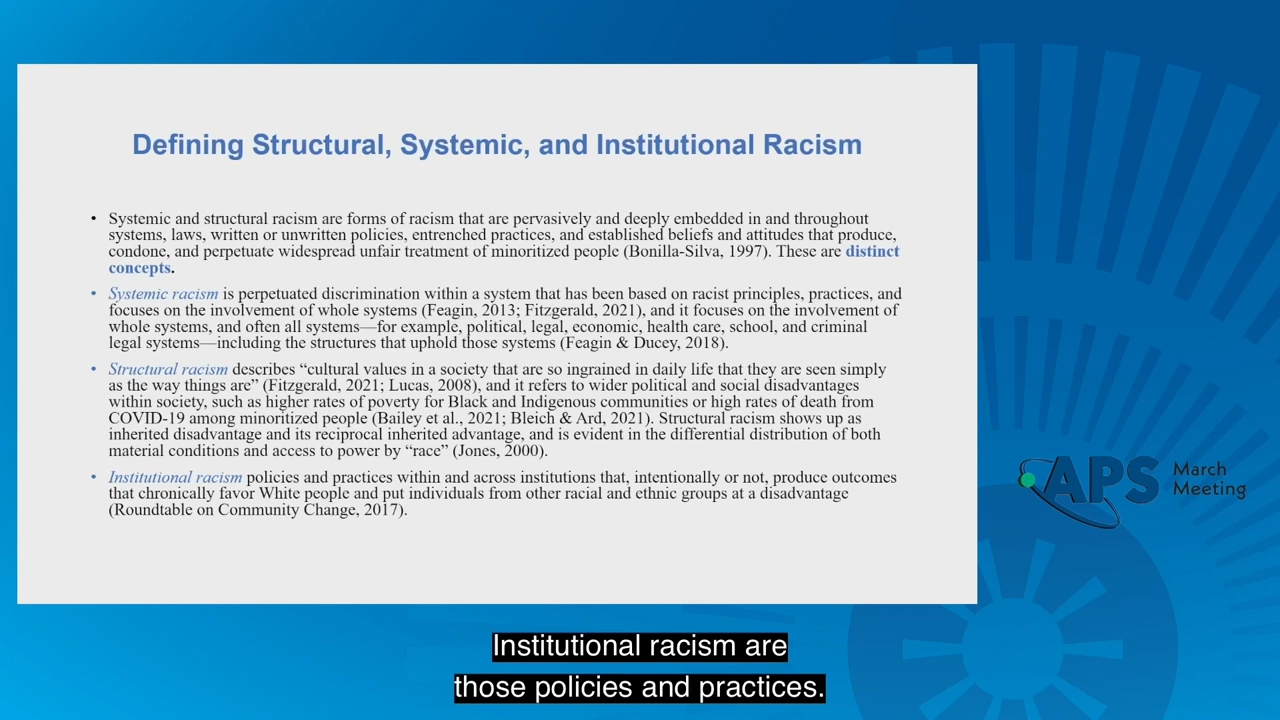 Defining Structural, Systemic, and Institutional Racism
• Systemic and structural racism are forms of racism that are pervasively and deeply embedded in and throughout
systems, laws, written or unwritten policies, entrenched practices, and established beliefs and attitudes that produce,
condone, and perpetuate widespread unfair treatment of minoritized people (Bonilla-Silva, 1997). These are distinct
concepts.
• Systemic racism is perpetuated discrimination within a system that has been based on racist principles, practices, and
focuses on the involvement of whole systems (Feagin, 2013; Fitzgerald, 2021), and it focuses on the involvement of
whole systems, and often all systems—for example, political, legal, economic, health care, school, and criminal
legal systems—including the structures that uphold those systems (Feagin & Ducey, 2018).
• Structural racism describes “cultural values in a society that are so ingrained in daily life that they are seen simply
as the way things are” (Fitzgerald, 2021; Lucas, 2008), and it refers to wider political and social disadvantages
within society, such as higher rates of poverty for Black and Indigenous communities or high rates of death from
COVID-19 among minoritized people (Bailey et al., 2021; Bleich & Ard, 2021). Structural racism shows up as
inherited disadvantage and its reciprocal inherited advantage, and is evident in the differential distribution of both
material conditions and access to power by “race” (Jones, 2000).
• Institutional racism policies and practices within and across institutions that, intentionally or not, produce outcomes
that chronically favor White people and put individuals from other racial and ethnic groups at a disadvantage
(Roundtable on Community Change, 2017).
APS March
Meeting
Institutional racism are
those policies and practices.